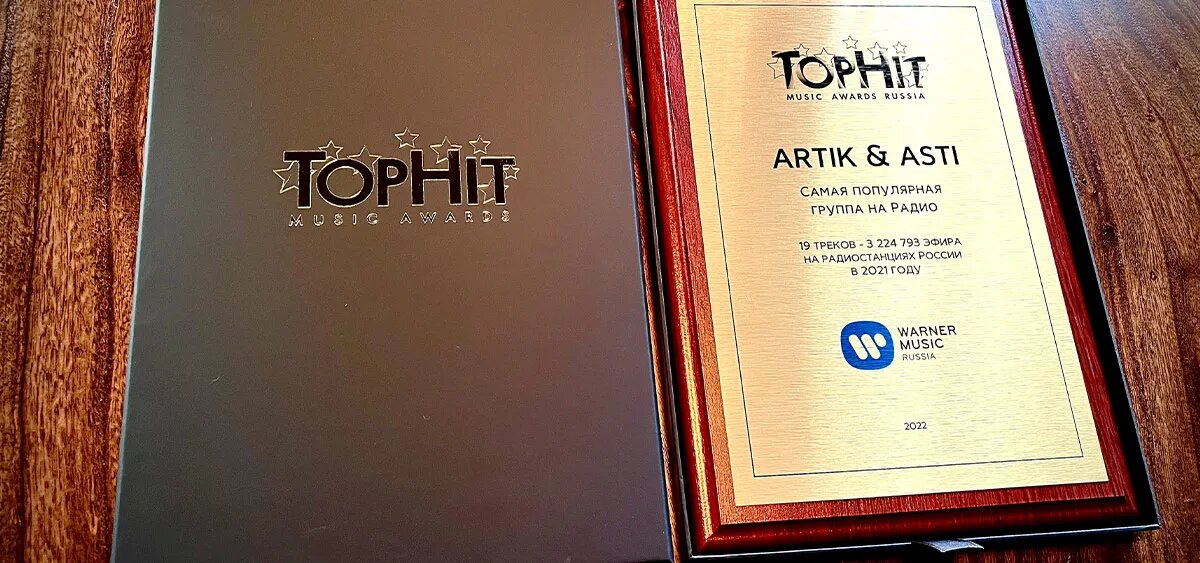 TOPHIT
MUSIC AWARDS
TOPHIT
MUSIC AWARDS RUSSIA
ARTIK & ASTI
САМАЯ ПОПУЛЯРНАЯ
ГРУППА НА РАДИО
19 ТРЕКОВ - 3 224 793 ЭФИРА
НА РАДИОСТАНЦИЯХ РОССИИ
В 2021 ГОДУ
WARNER
MUSIC
RUSSIA
2022